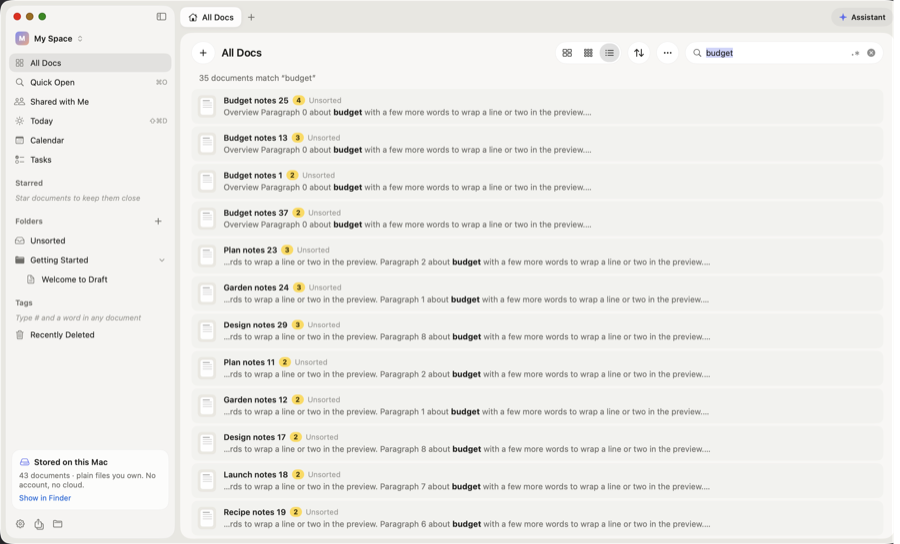 All Docs
Assistant
M My Space
All Docs
Quick Open ⌘O
Shared with Me
Today ⇧⌘D
Calendar
Tasks
Starred
Star documents to keep them close
Folders
Unsorted
Getting Started
Welcome to Draft
Tags
Type # and a word in any document
Recently Deleted
Stored on this Mac
43 documents · plain files you own. No
account, no cloud.
Show in Finder
All Docs
budget .*
35 documents match “budget”
Budget notes 25 4 Unsorted
Overview Paragraph 0 about budget with a few more words to wrap a line or two in the preview....
Budget notes 13 3 Unsorted
Overview Paragraph 0 about budget with a few more words to wrap a line or two in the preview....
Budget notes 1 2 Unsorted
Overview Paragraph 0 about budget with a few more words to wrap a line or two in the preview....
Budget notes 37 2 Unsorted
Overview Paragraph 0 about budget with a few more words to wrap a line or two in the preview....
Plan notes 23 3 Unsorted
...rds to wrap a line or two in the preview. Paragraph 2 about budget with a few more words to wrap a line or two in the preview....
Garden notes 24 3 Unsorted
...rds to wrap a line or two in the preview. Paragraph 1 about budget with a few more words to wrap a line or two in the preview....
Design notes 29 3 Unsorted
...rds to wrap a line or two in the preview. Paragraph 8 about budget with a few more words to wrap a line or two in the preview....
Plan notes 11 2 Unsorted
...rds to wrap a line or two in the preview. Paragraph 2 about budget with a few more words to wrap a line or two in the preview....
Garden notes 12 2 Unsorted
...rds to wrap a line or two in the preview. Paragraph 1 about budget with a few more words to wrap a line or two in the preview....
Design notes 17 2 Unsorted
...rds to wrap a line or two in the preview. Paragraph 8 about budget with a few more words to wrap a line or two in the preview....
Launch notes 18 2 Unsorted
...rds to wrap a line or two in the preview. Paragraph 7 about budget with a few more words to wrap a line or two in the preview....
Recipe notes 19 2 Unsorted
...rds to wrap a line or two in the preview. Paragraph 6 about budget with a few more words to wrap a line or two in the preview....